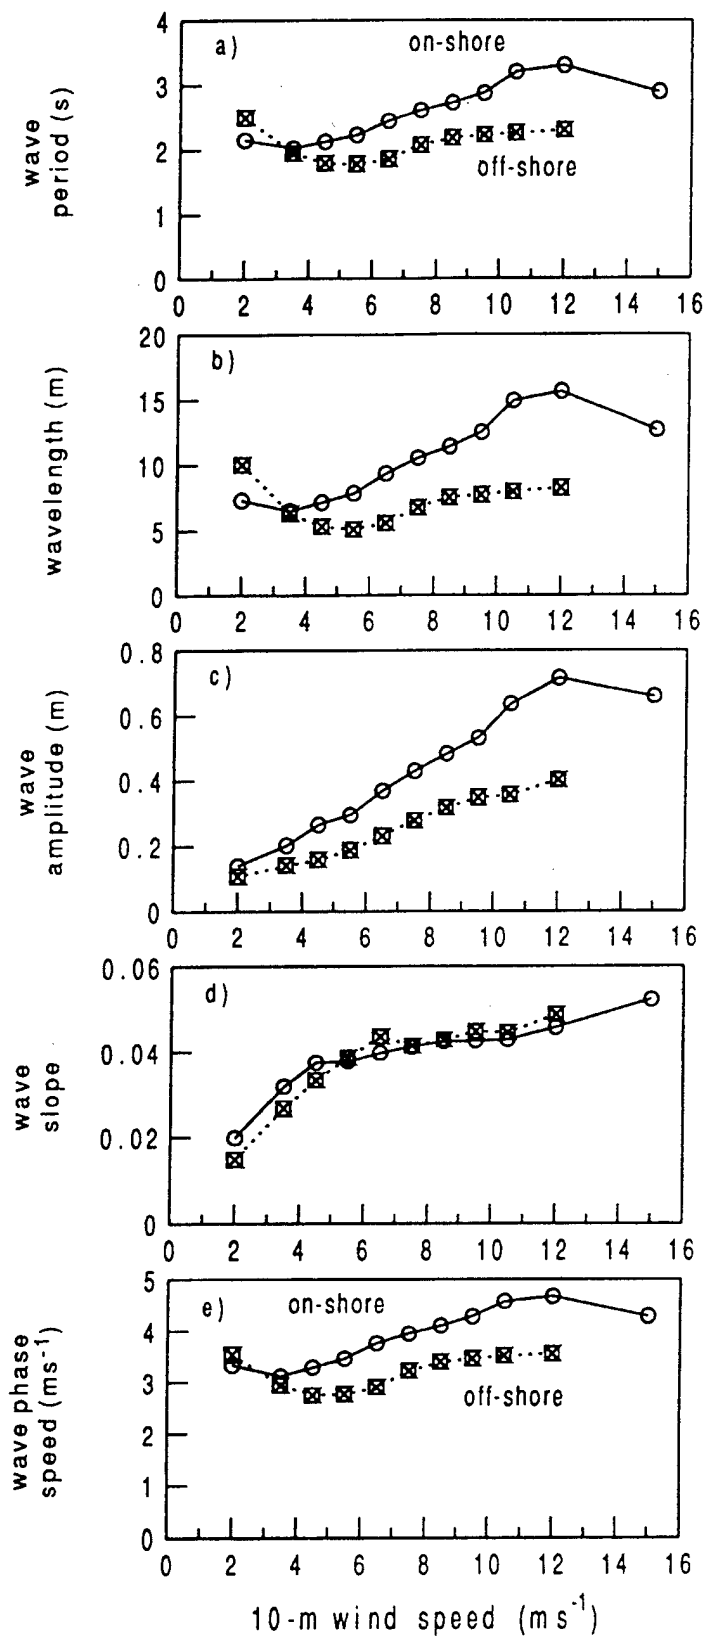 4
a)
on-shore
3
wave
period (s)
2
off-shore
1
0
0 2 4 6 8 10 12 14 16
20
b)
15
wavelength (m)
10
5
0
0 2 4 6 8 10 12 14 16
0.8
c)
0.6
wave
amplitude (m)
0.4
0.2
0
0 2 4 6 8 10 12 14 16
0.06
d)
0.04
wave
slope
0.02
0
0 2 4 6 8 10 12 14 16
5
e)
on-shore
4
wave phase
speed (ms-1)
3
off-shore
2
1
0
0 2 4 6 8 10 12 14 16
10-m wind speed (ms-1)